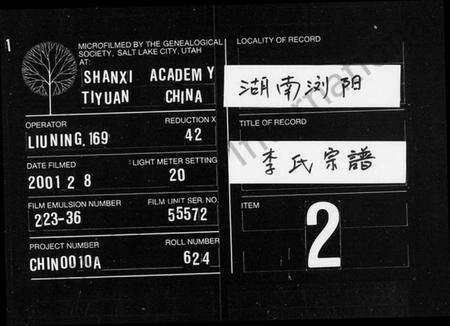 1
MICROFILMED BY THE GENEALOGICAL
SOCIETY, SALT LAKE CITY, UTAH
AT:
SHANXI ACADEMY
TIYUAN CHINA
OPERATOR
REDUCTION X
LIUNING, 169
42
DATE FILMED
LIGHT METER SETTING
2001 2 8
20
FILM EMULSION NUMBER
FILM UNIT SER. NO.
223-36
55572
PROJECT NUMBER
ROLL NUMBER
CHIN0010A
624
LOCALITY OF RECORD
湖南浏阳
TITLE OF RECORD
李氏宗譜
ITEM
2